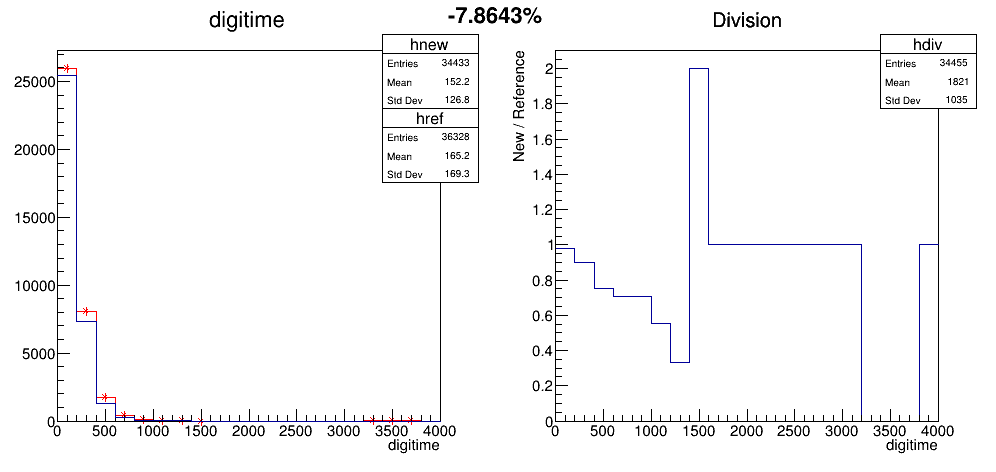 digitime
-7.8643%
Division
hnew
Entries 34433
Mean 152.2
Std Dev 126.8
href
Entries 36328
Mean 165.2
Std Dev 169.3
25000
20000
15000
10000
5000
0
0 500 1000 1500 2000 2500 3000 3500 4000
digitime
hdiv
Entries 34455
Mean 1821
Std Dev 1035
New / Reference
2
1.8
1.6
1.4
1.2
1
0.8
0.6
0.4
0.2
0
0 500 1000 1500 2000 2500 3000 3500 4000
digitime